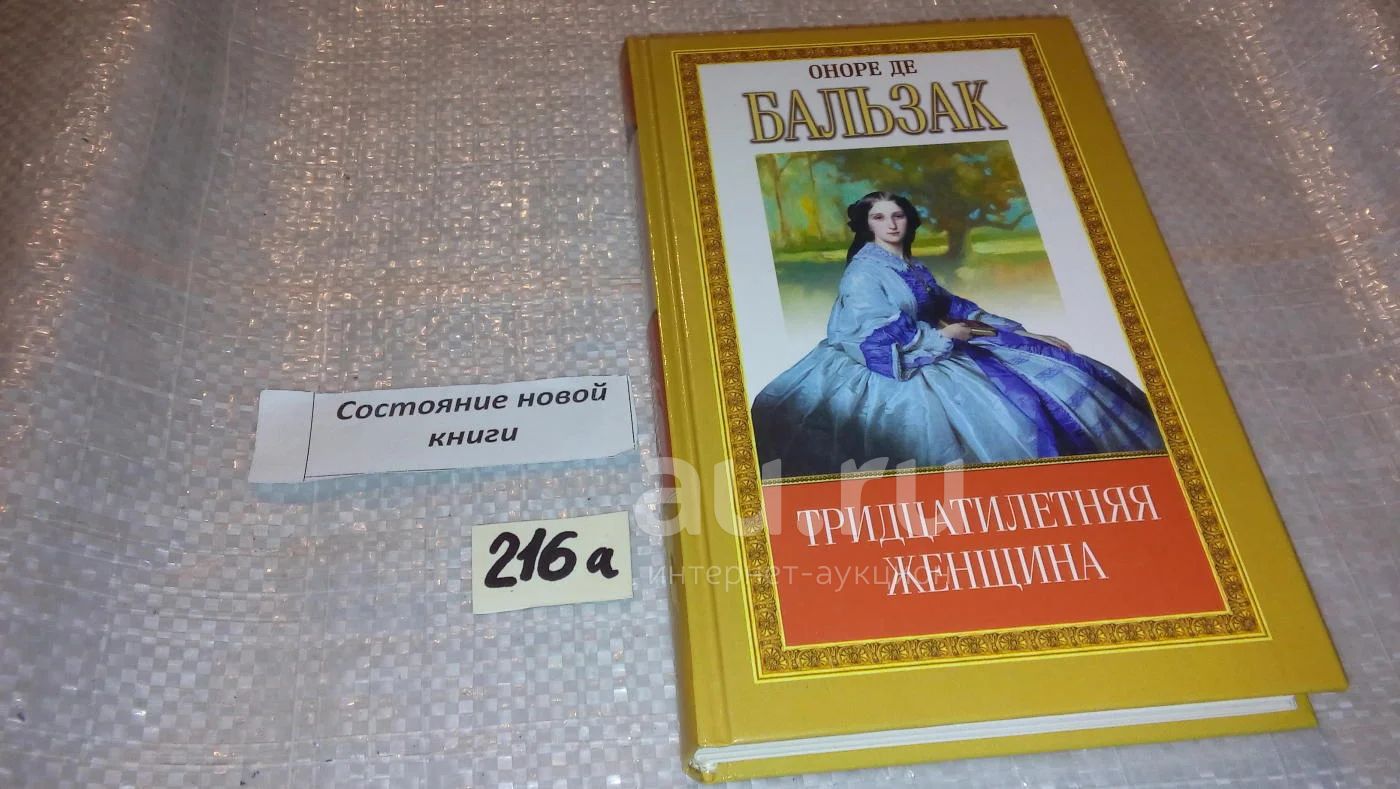 ОНОРЕ ДЕ
БАЛЬЗАК
ТРИДЦАТИЛЕТНЯЯ
ЖЕНЩИНА
Состояние новой
книги
216а
au.ru
интернет-аукцион